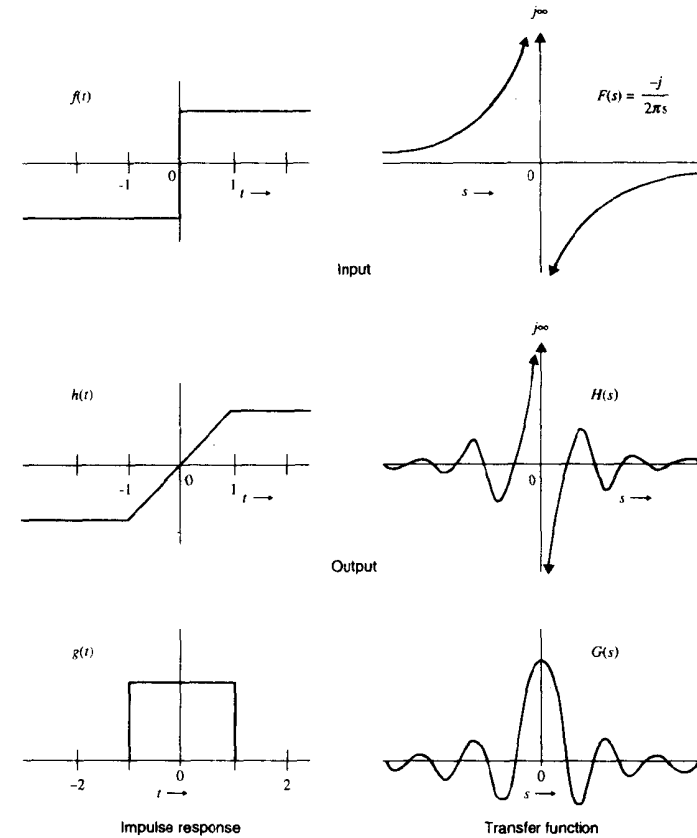 j∞
f(t)
F(s) = -j / 2πs
-1 0 1
t →
0
s →
Input
j∞
h(t)
H(s)
-1 0 1
t →
0
s →
Output
g(t)
G(s)
-2 0 2
t →
0
s →
Impulse response
Transfer function